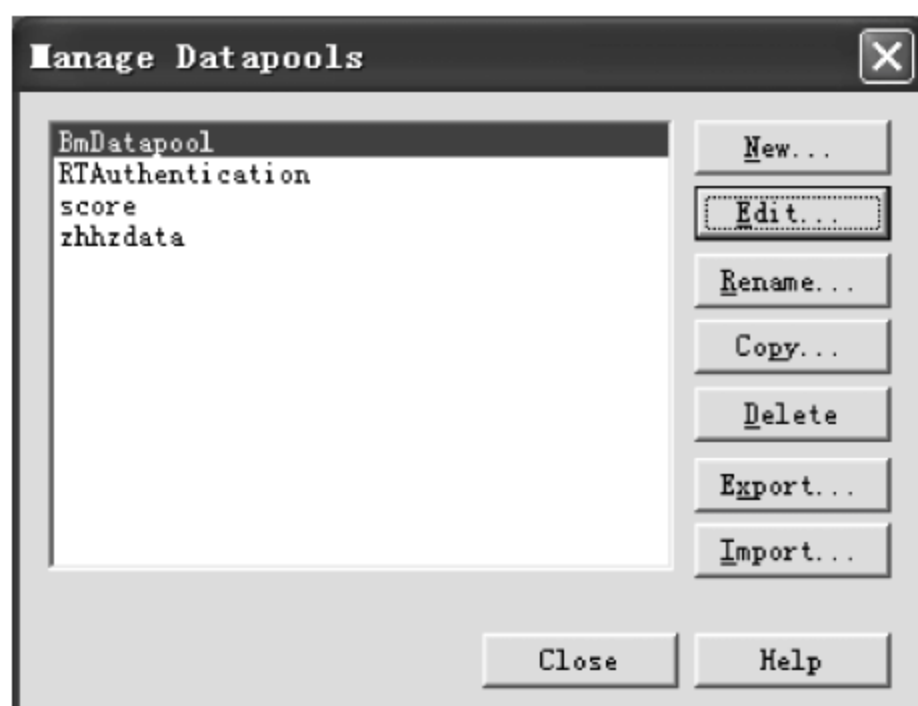 Manage Datapools
BmDatapool
RTAuthentication
score
zhhzdata
New...
Edit...
Rename...
Copy...
Delete
Export...
Import...
Close
Help